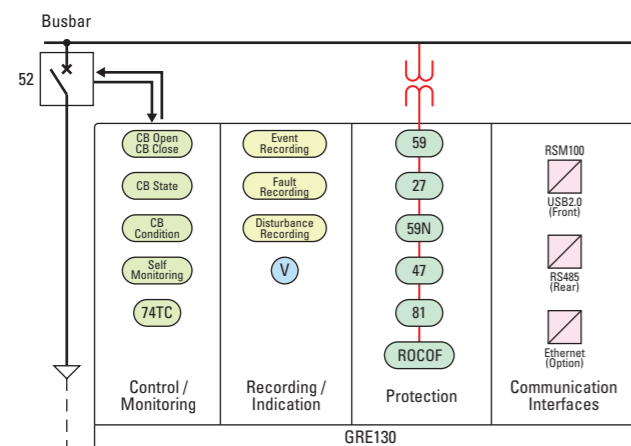 Busbar
52
CB Open
CB Close
CB State
CB
Condition
Self
Monitoring
74TC
Control /
Monitoring
Event
Recording
Fault
Recording
Disturbance
Recording
V
Recording /
Indication
59
27
59N
47
81
ROCOF
Protection
RSM100
USB2.0
(Front)
RS485
(Rear)
Ethernet
(Option)
Communication
Interfaces
GRE130